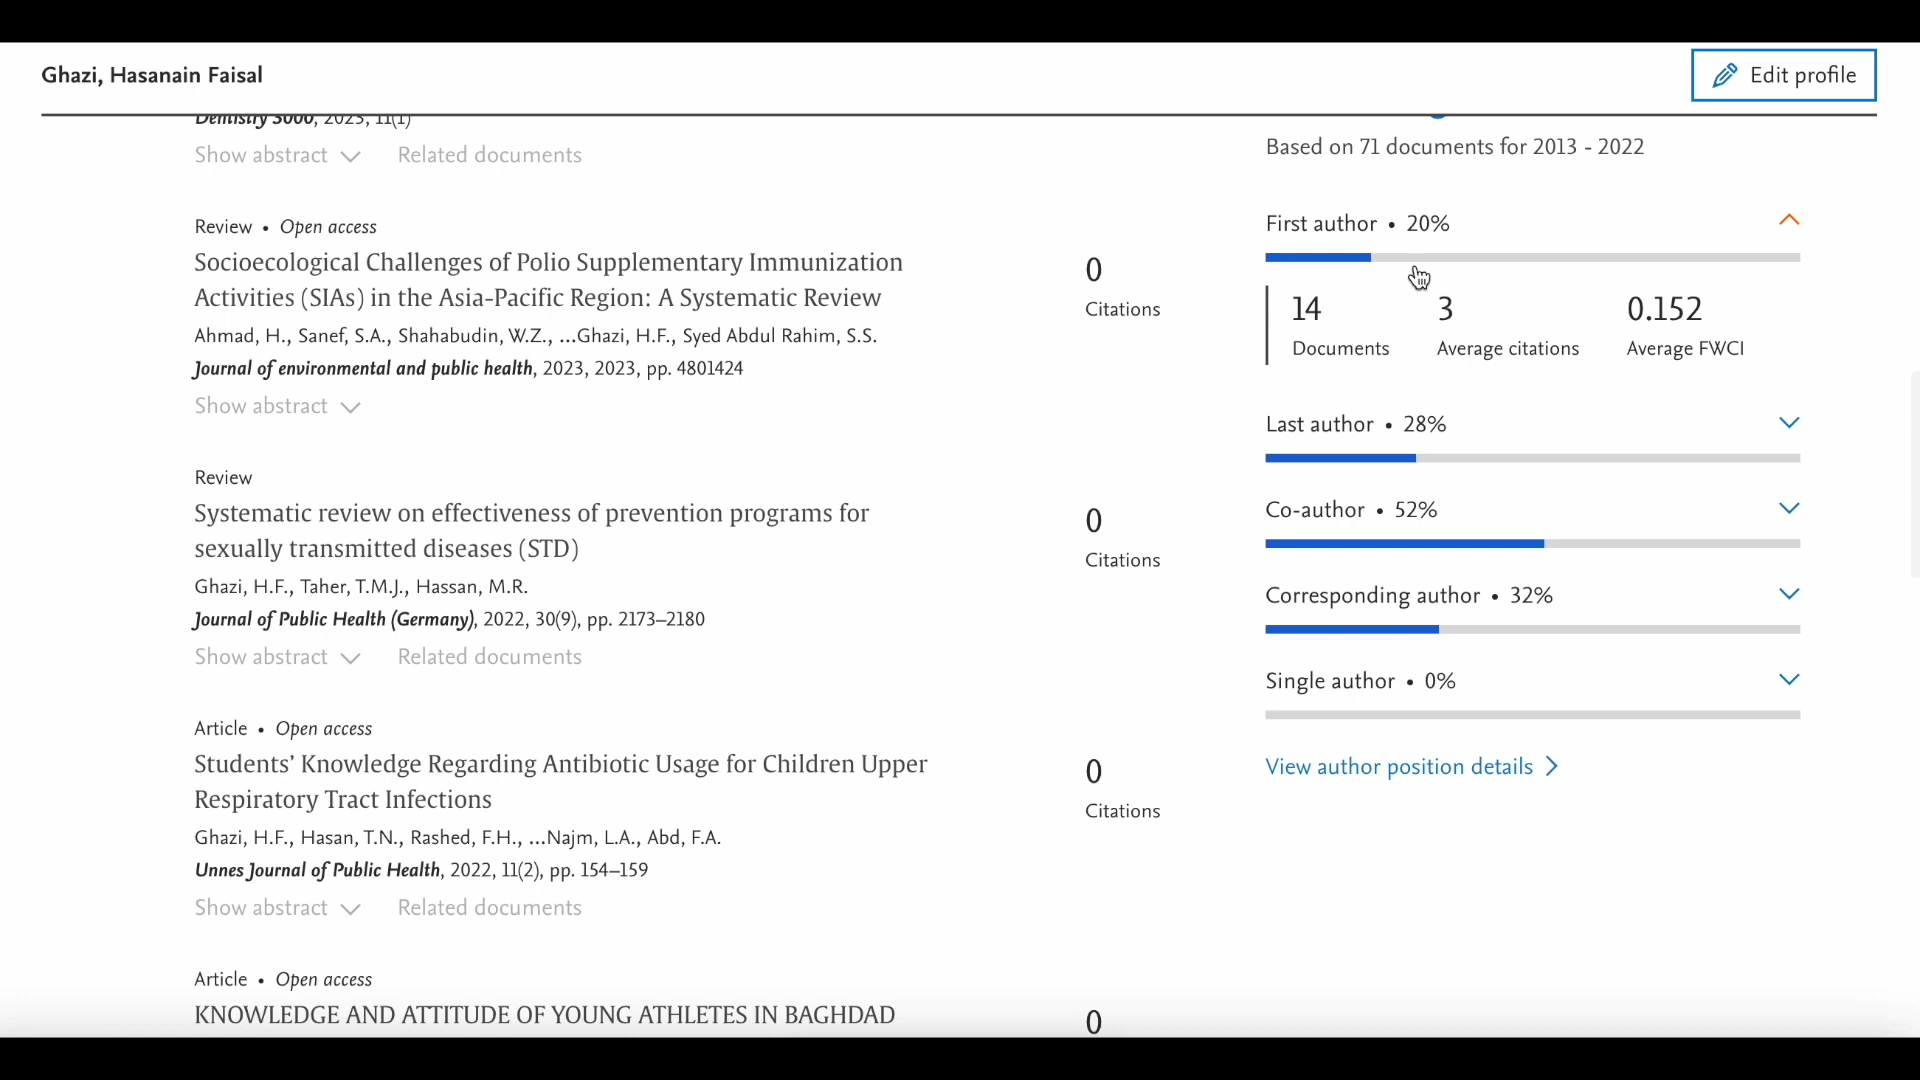 Ghazi, Hasanain Faisal
Edit profile
Dentistry 3000, 2023, 11(1)
Show abstract Related documents
Review • Open access
Socioecological Challenges of Polio Supplementary Immunization
Activities (SIAs) in the Asia-Pacific Region: A Systematic Review
Ahmad, H., Sanef, S.A., Shahabudin, W.Z., ...Ghazi, H.F., Syed Abdul Rahim, S.S.
Journal of environmental and public health, 2023, 2023, pp. 4801424
Show abstract
0
Citations
Review
Systematic review on effectiveness of prevention programs for
sexually transmitted diseases (STD)
Ghazi, H.F., Taher, T.M.J., Hassan, M.R.
Journal of Public Health (Germany), 2022, 30(9), pp. 2173–2180
Show abstract Related documents
0
Citations
Article • Open access
Students’ Knowledge Regarding Antibiotic Usage for Children Upper
Respiratory Tract Infections
Ghazi, H.F., Hasan, T.N., Rashed, F.H., ...Najm, L.A., Abd, F.A.
Unnes Journal of Public Health, 2022, 11(2), pp. 154–159
Show abstract Related documents
0
Citations
Article • Open access
KNOWLEDGE AND ATTITUDE OF YOUNG ATHLETES IN BAGHDAD
0
Based on 71 documents for 2013 - 2022
First author • 20%
14 3 0.152
Documents Average citations Average FWCI
Last author • 28%
Co-author • 52%
Corresponding author • 32%
Single author • 0%
View author position details